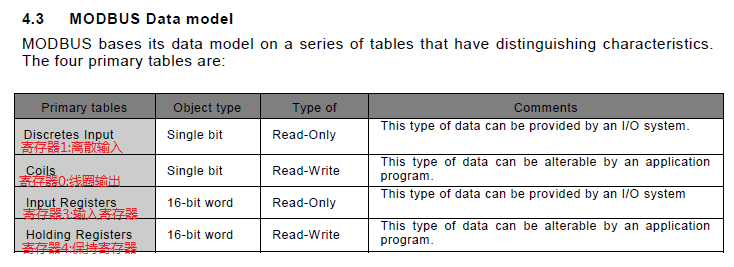 4.3 MODBUS Data model
MODBUS bases its data model on a series of tables that have distinguishing characteristics.
The four primary tables are:
Primary tables Object type Type of Comments
Discretes Input Single bit Read-Only This type of data can be provided by an I/O system.
寄存器1:离散输入
Coils Single bit Read-Write This type of data can be alterable by an application
program.
寄存器0:线圈输出
Input Registers 16-bit word Read-Only This type of data can be provided by an I/O system
寄存器3:输入寄存器
Holding Registers 16-bit word Read-Write This type of data can be alterable by an application
program.
寄存器4:保持寄存器